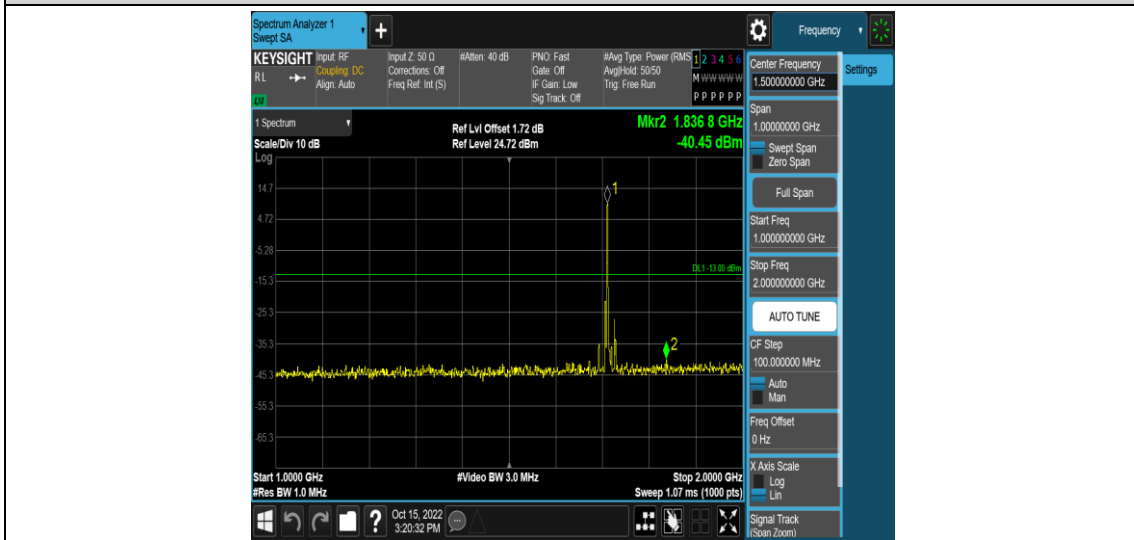 Spectrum Analyzer 1
Swept SA
+
Frequency
KEYSIGHT
RL
LXI
Input: RF
Coupling: DC
Align: Auto
Input Z: 50 Ω
Corrections: Off
Freq Ref: Int (S)
#Atten: 40 dB
PNO: Fast
Gate: Off
IF Gain: Low
Sig Track: Off
#Avg Type: Power (RMS
Avg|Hold: 50/50
Trig: Free Run
1 2 3 4 5 6
M W W W W W
P P P P P P
1 Spectrum
Scale/Div 10 dB
Log
Ref Lvl Offset 1.72 dB
Ref Level 24.72 dBm
Mkr2 1.836 8 GHz
-40.45 dBm
14.7
4.72
-5.28
-15.3
-25.3
-35.3
-45.3
-55.3
-65.3
1
DL1 -13.00 dBm
2
Start 1.0000 GHz
#Res BW 1.0 MHz
#Video BW 3.0 MHz
Stop 2.0000 GHz
Sweep 1.07 ms (1000 pts)
Center Frequency
1.500000000 GHz
Settings
Span
1.00000000 GHz
Swept Span
Zero Span
Full Span
Start Freq
1.000000000 GHz
Stop Freq
2.000000000 GHz
AUTO TUNE
CF Step
100.000000 MHz
Auto
Man
Freq Offset
0 Hz
X Axis Scale
Log
Lin
Signal Track
(Span Zoom)
?
Oct 15, 2022
3:20:32 PM